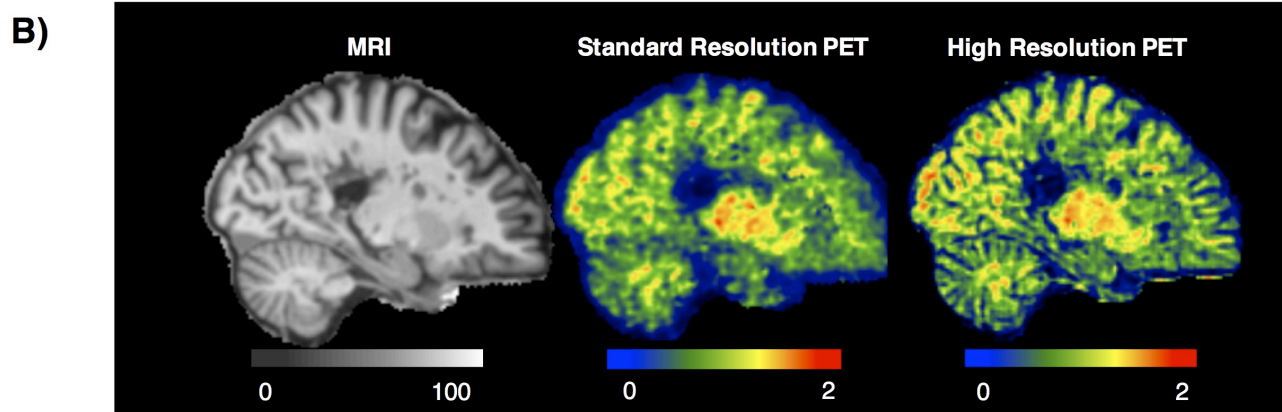 B)
MRI
Standard Resolution PET
High Resolution PET
0 100
0 2
0 2